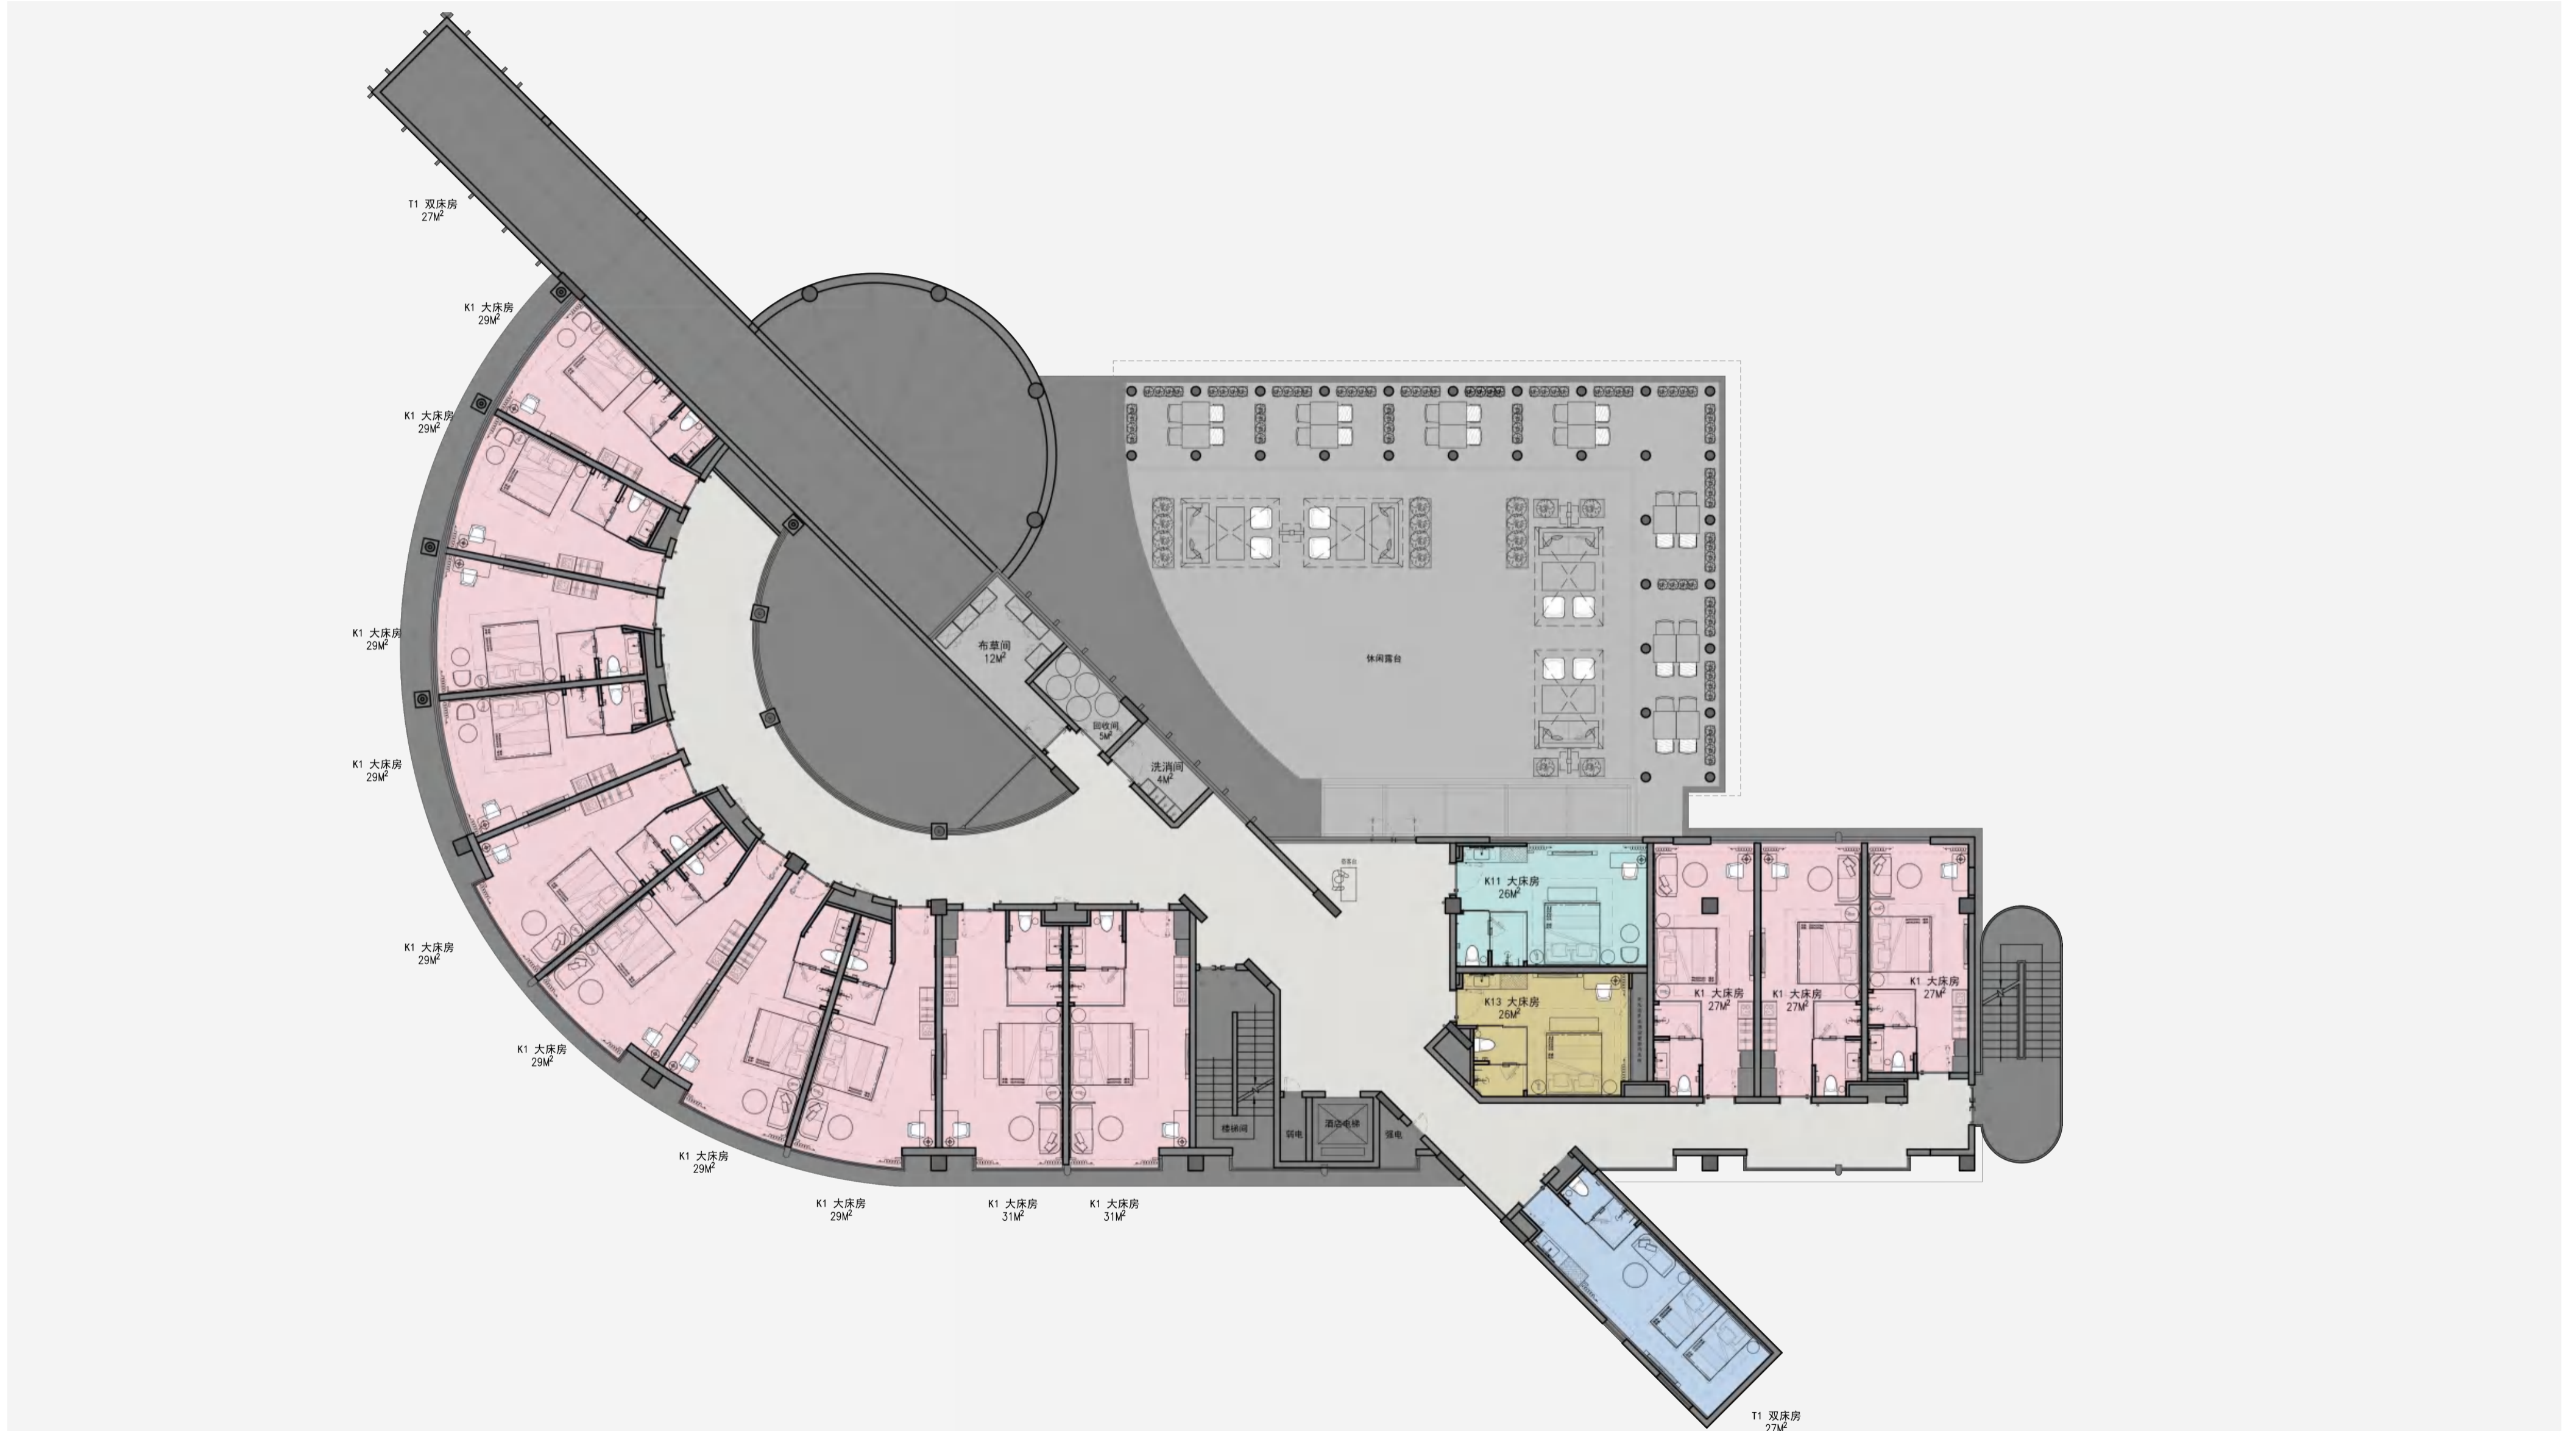 T1 双床房
27M²
K1 大床房
29M²
K1 大床房
29M²
K1 大床房
29M²
K1 大床房
29M²
K1 大床房
29M²
K1 大床房
29M²
K1 大床房
29M²
K1 大床房
29M²
K1 大床房
31M²
K1 大床房
31M²
布草间
12M²
回收间
5M²
洗消间
4M²
休闲露台
K11 大床房
26M²
K13 大床房
26M²
K1 大床房
27M²
K1 大床房
27M²
K1 大床房
27M²
楼梯间
弱电
酒店电梯
强电
T1 双床房
27M²